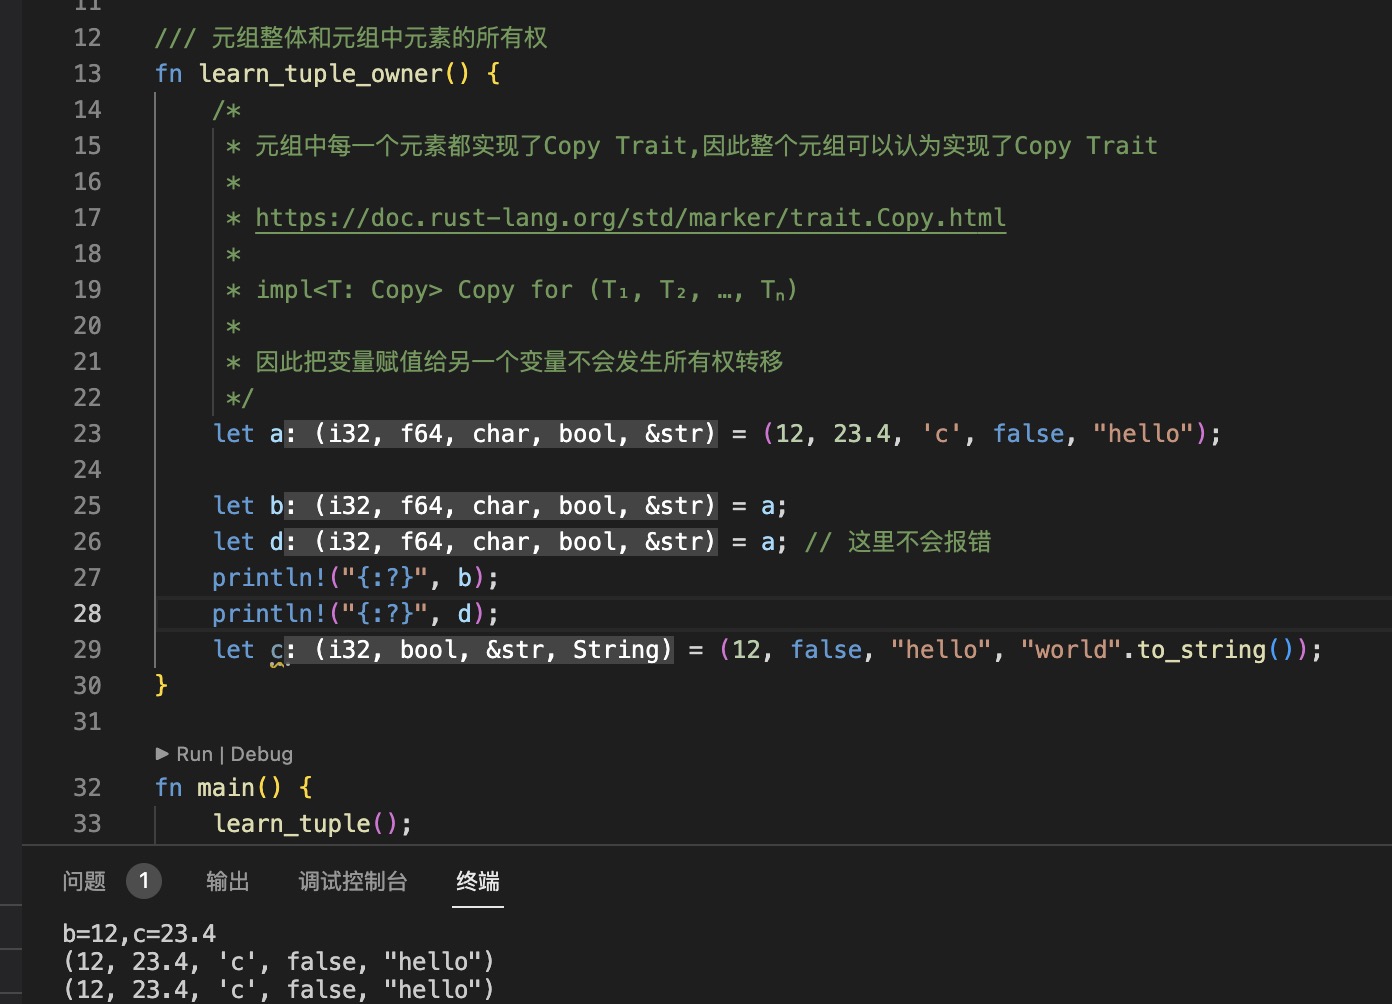 11
12 /// 元组整体和元组中元素的所有权
13 fn learn_tuple_owner() {
14 /*
15 * 元组中每一个元素都实现了Copy Trait,因此整个元组可以认为实现了Copy Trait
16 *
17 * https://doc.rust-lang.org/std/marker/trait.Copy.html
18 *
19 * impl<T: Copy> Copy for (T₁, T₂, …, Tₙ)
20 *
21 * 因此把变量赋值给另一个变量不会发生所有权转移
22 */
23 let a: (i32, f64, char, bool, &str) = (12, 23.4, 'c', false, "hello");
24
25 let b: (i32, f64, char, bool, &str) = a;
26 let d: (i32, f64, char, bool, &str) = a; // 这里不会报错
27 println!("{:?}", b);
28 println!("{:?}", d);
29 let c: (i32, bool, &str, String) = (12, false, "hello", "world".to_string());
30 }
31
▶ Run | Debug
32 fn main() {
33 learn_tuple();
问题 1 输出 调试控制台 终端
b=12,c=23.4
(12, 23.4, 'c', false, "hello")
(12, 23.4, 'c', false, "hello")